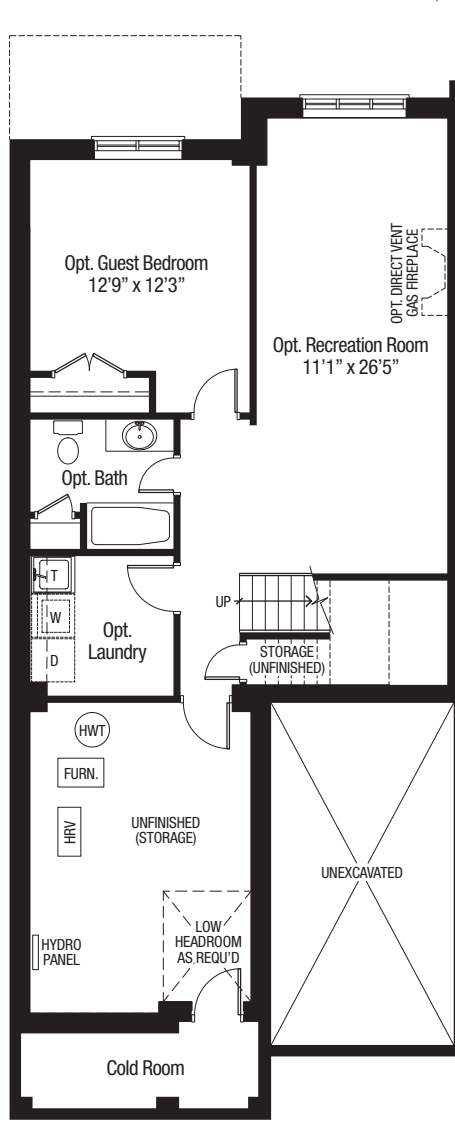 Opt. Guest Bedroom
12’9” x 12’3”
OPT. DIRECT VENT
GAS FIREPLACE
Opt. Recreation Room
11’1” x 26’5”
Opt. Bath
T
W
D
Opt.
Laundry
UP
STORAGE
(UNFINISHED)
HWT
FURN.
HRV
UNFINISHED
(STORAGE)
UNEXCAVATED
LOW
HEADROOM
AS REQU’D
HYDRO
PANEL
Cold Room